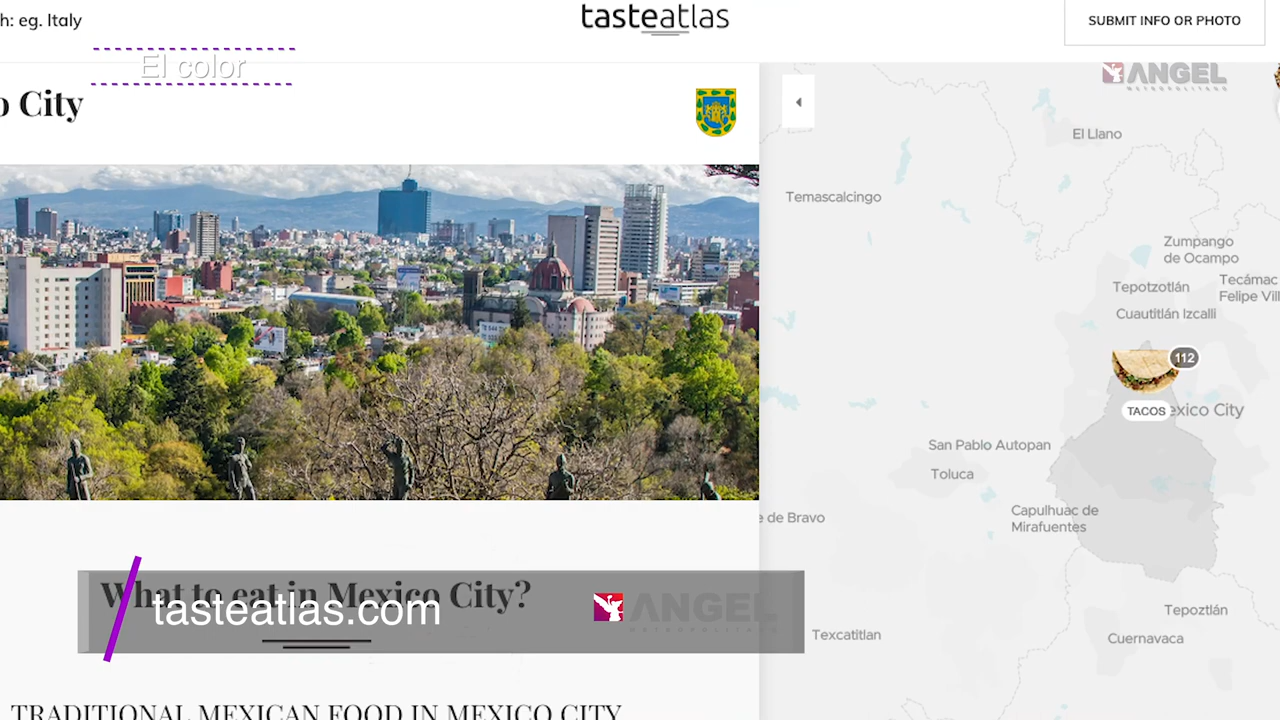 h: eg. Italy
tasteatlas
SUBMIT INFO OR PHOTO
El color
o City
ANGEL
METROPOLITANO
El Llano
Temascalcingo
Zumpango
de Ocampo
Tecámac
Felipe Vill
Tepotzotlán
Cuautitlán Izcalli
112
TACOS
exico City
San Pablo Autopan
Toluca
Capulhuac de
Mirafuentes
e de Bravo
What to eat in Mexico City?
tasteatlas.com
ANGEL
METROPOLITANO
Tepoztlán
Texcatitlan
Cuernavaca
TRADITIONAL MEXICAN FOOD IN MEXICO CITY